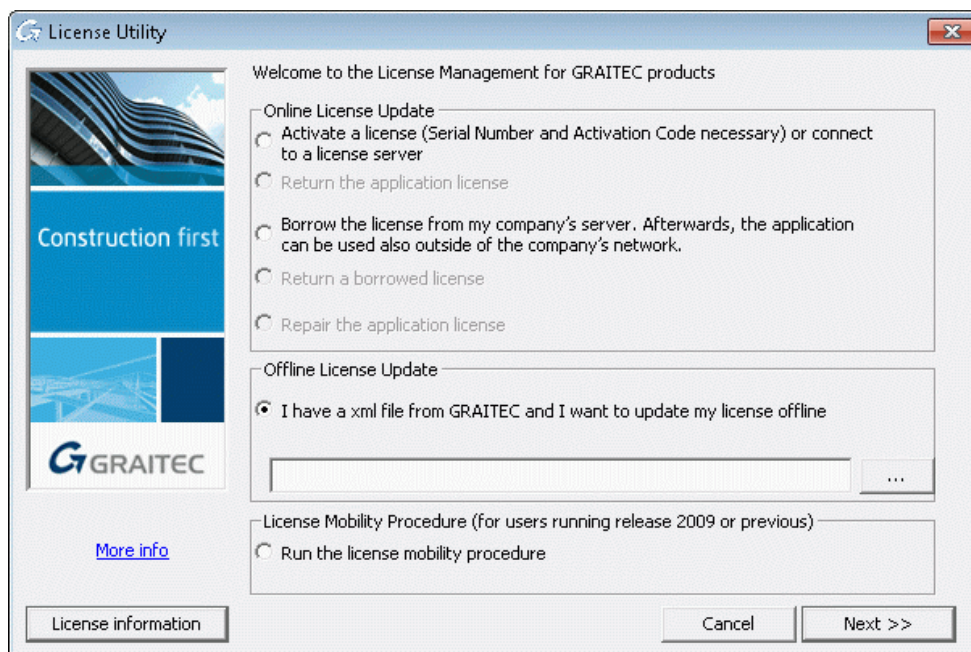 License Utility
Construction first
GRAITEC
More info
License information
Welcome to the License Management for GRAITEC products
Online License Update
Activate a license (Serial Number and Activation Code necessary) or connect
to a license server
Return the application license
Borrow the license from my company's server. Afterwards, the application
can be used also outside of the company's network.
Return a borrowed license
Repair the application license
Offline License Update
I have a xml file from GRAITEC and I want to update my license offline
...
License Mobility Procedure (for users running release 2009 or previous)
Run the license mobility procedure
Cancel
Next >>